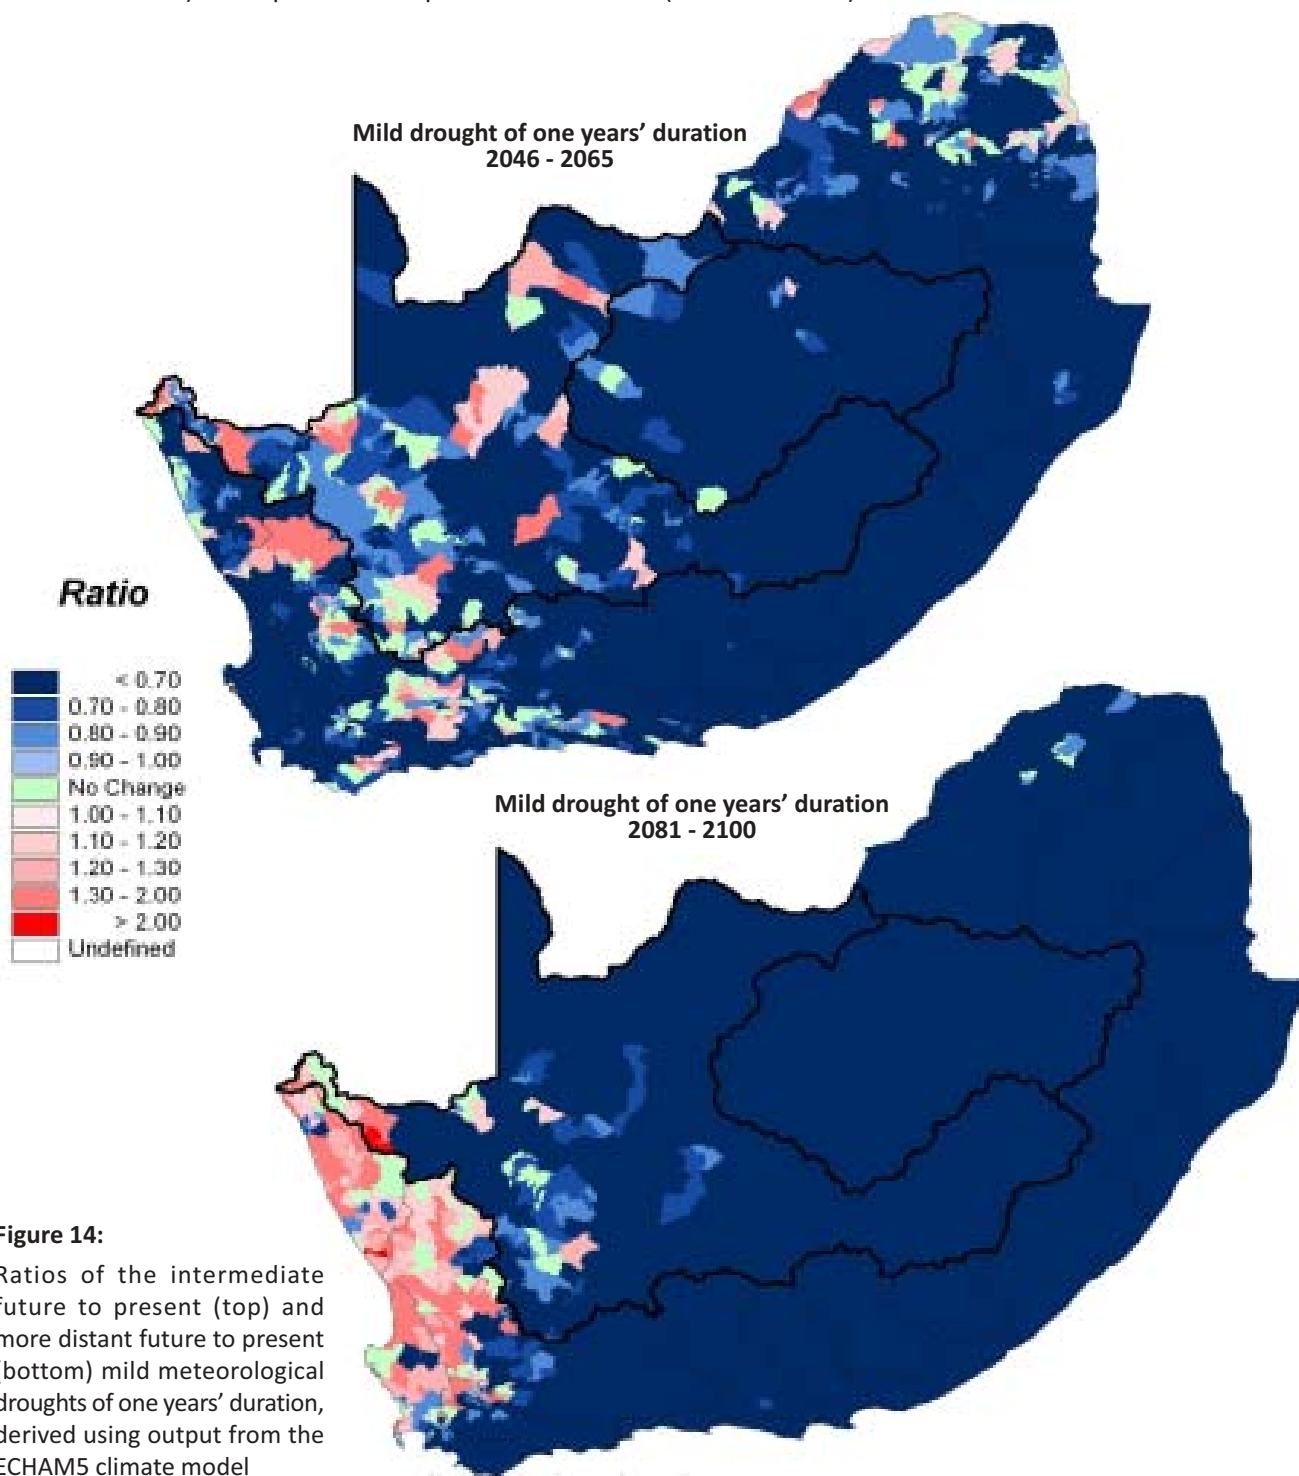 Mild drought of one years’ duration
2046 - 2065
Ratio
< 0.70
0.70 - 0.80
0.80 - 0.90
0.90 - 1.00
No Change
1.00 - 1.10
1.10 - 1.20
1.20 - 1.30
1.30 - 2.00
> 2.00
Undefined
Mild drought of one years’ duration
2081 - 2100
Figure 14:
Ratios of the intermediate
future to present (top) and
more distant future to present
(bottom) mild meteorological
droughts of one years’ duration,
derived using output from the
ECHAM5 climate model